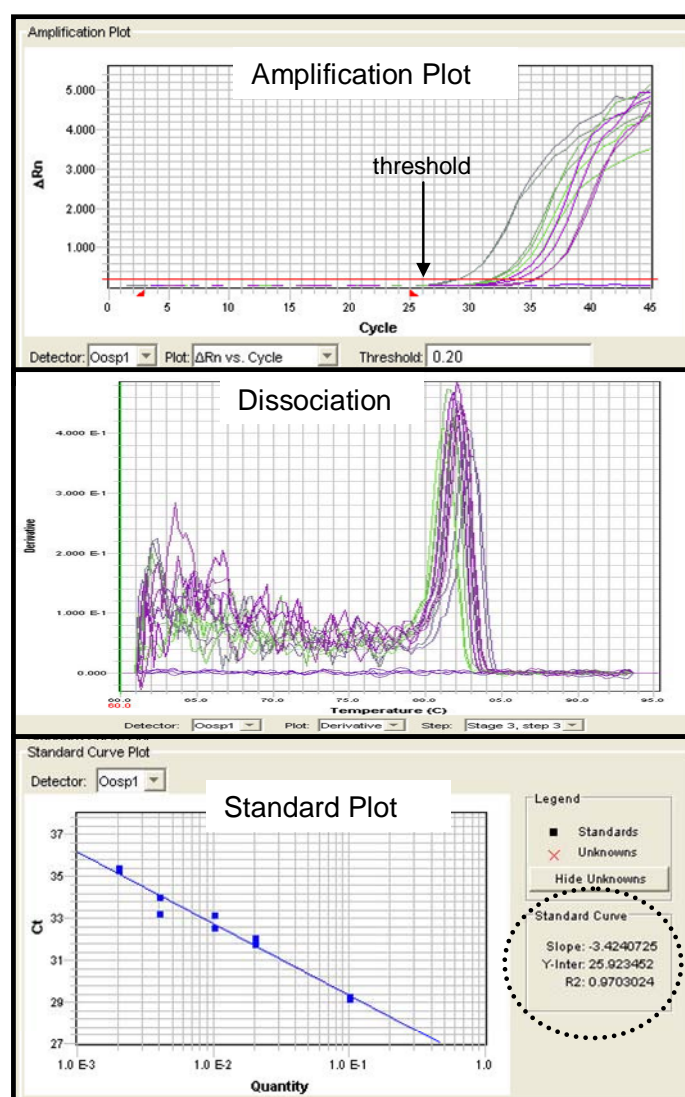 Amplification Plot
Amplification Plot
5.000
4.000
3.000
2.000
1.000
ΔRn
threshold
0 5 10 15 20 25 30 35 40 45
Cycle
Detector: Oosp1 Plot: ΔRn vs. Cycle Threshold: 0.20
Dissociation
4.000 E-1
3.000 E-1
2.000 E-1
1.000 E-1
0.000
Derivative
60.0 65.0 70.0 75.0 80.0 85.0 90.0 95.0
60.0
Temperature (C)
Detector: Oosp1 Plot: Derivative Step: Stage 3, step 3
Standard Curve Plot
Detector: Oosp1
Standard Plot
37
35
33
31
29
27
Ct
1.0 E-3 1.0 E-2 1.0 E-1 1.0
Quantity
Legend
Standards
Unknowns
Hide Unknowns
Standard Curve
Slope: -3.4240725
Y-Inter: 25.923452
R2: 0.9703024